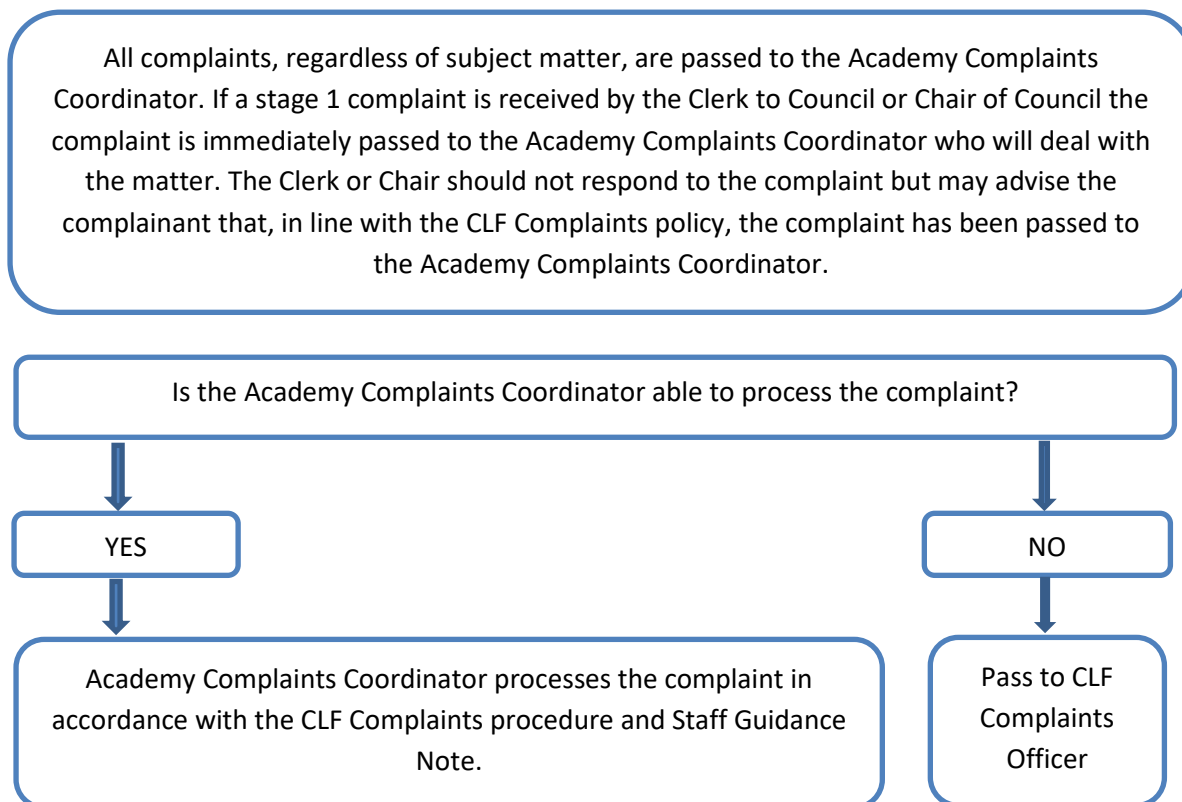 All complaints, regardless of subject matter, are passed to the Academy Complaints
Coordinator. If a stage 1 complaint is received by the Clerk to Council or Chair of Council the
complaint is immediately passed to the Academy Complaints Coordinator who will deal with
the matter. The Clerk or Chair should not respond to the complaint but may advise the
complainant that, in line with the CLF Complaints policy, the complaint has been passed to
the Academy Complaints Coordinator.
Is the Academy Complaints Coordinator able to process the complaint?
YES
NO
Academy Complaints Coordinator processes the complaint in
accordance with the CLF Complaints procedure and Staff Guidance
Note.
Pass to CLF
Complaints
Officer